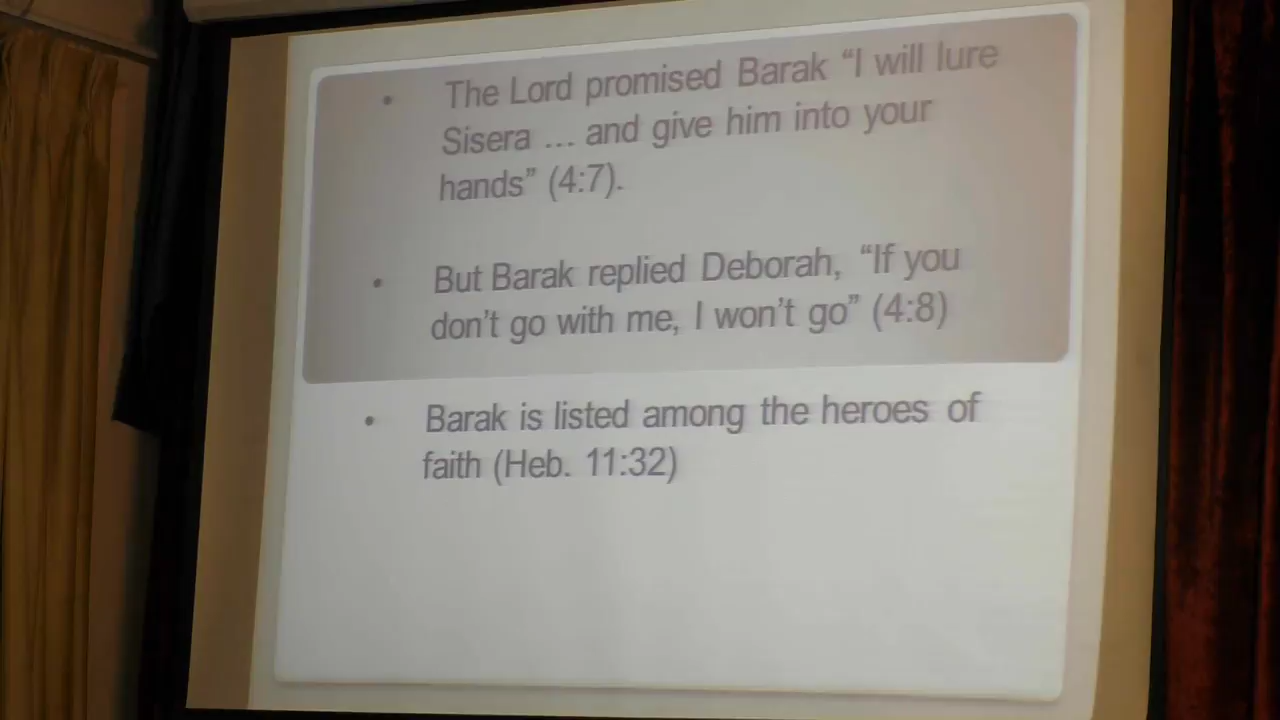 • The Lord promised Barak “I will lure
Sisera ... and give him into your
hands” (4:7).
• But Barak replied Deborah, “If you
don’t go with me, I won’t go” (4:8)
• Barak is listed among the heroes of
faith (Heb. 11:32)